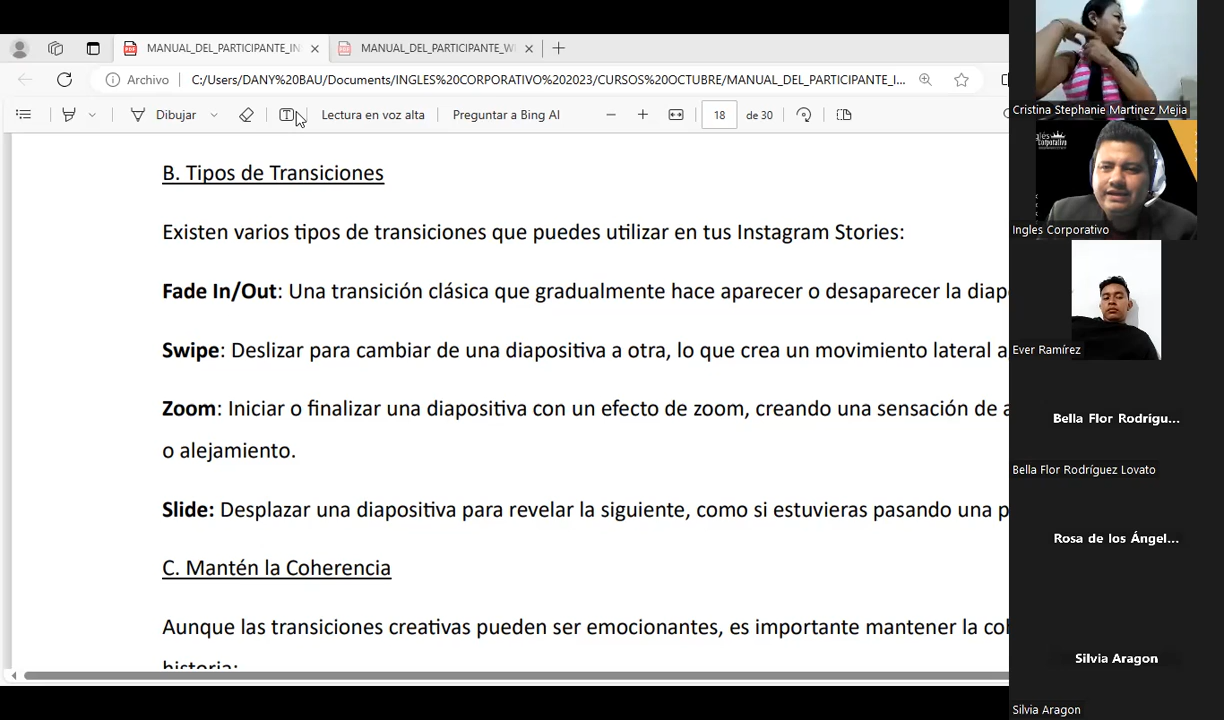 MANUAL_DEL_PARTICIPANTE_IN
MANUAL_DEL_PARTICIPANTE_W
Archivo
C:/Users/DANY%20BAU/Documents/INGLES%20CORPORATIVO%202023/CURSOS%20OCTUBRE/MANUAL_DEL_PARTICIPANTE_I...
Dibujar
Lectura en voz alta
Preguntar a Bing AI
18
de 30
B. Tipos de Transiciones
Existen varios tipos de transiciones que puedes utilizar en tus Instagram Stories:
Fade In/Out: Una transición clásica que gradualmente hace aparecer o desaparecer la diap
Swipe: Deslizar para cambiar de una diapositiva a otra, lo que crea un movimiento lateral a
Zoom: Iniciar o finalizar una diapositiva con un efecto de zoom, creando una sensación de a
o alejamiento.
Slide: Desplazar una diapositiva para revelar la siguiente, como si estuvieras pasando una p
C. Mantén la Coherencia
Aunque las transiciones creativas pueden ser emocionantes, es importante mantener la co
historia:
Cristina Stephanie Martinez Mejia
glés
corporativo
Ingles Corporativo
Ever Ramírez
Bella Flor Rodrígu...
Bella Flor Rodríguez Lovato
Rosa de los Ángel...
Silvia Aragon
Silvia Aragon